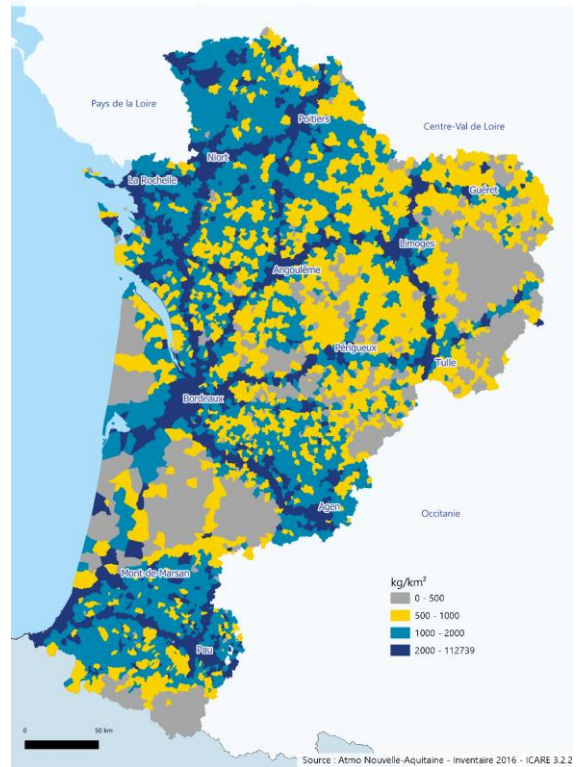 Pays de la Loire
Poitiers
Centre-Val de Loire
Niort
La Rochelle
Guéret
Limoges
Angoulême
Périgueux
Tulle
Bordeaux
Agen
Occitanie
Mont-de-Marsan
Pau
kg/km²
0 - 500
500 - 1000
1000 - 2000
2000 - 112739
0 50 km
Source : Atmo Nouvelle-Aquitaine - Inventaire 2016 - ICARE 3.2.2